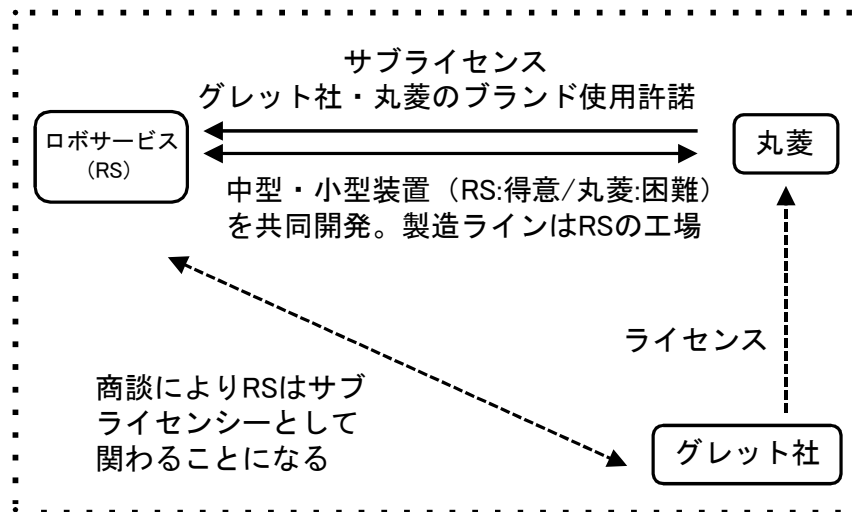 サブライセンス
グレット社・丸菱のブランド使用許諾
ロボサービス
(RS)
丸菱
中型・小型装置（RS:得意/丸菱:困難）
を共同開発。製造ラインはRSの工場
ライセンス
商談によりRSはサブ
ライセンシーとして
関わることになる
グレット社